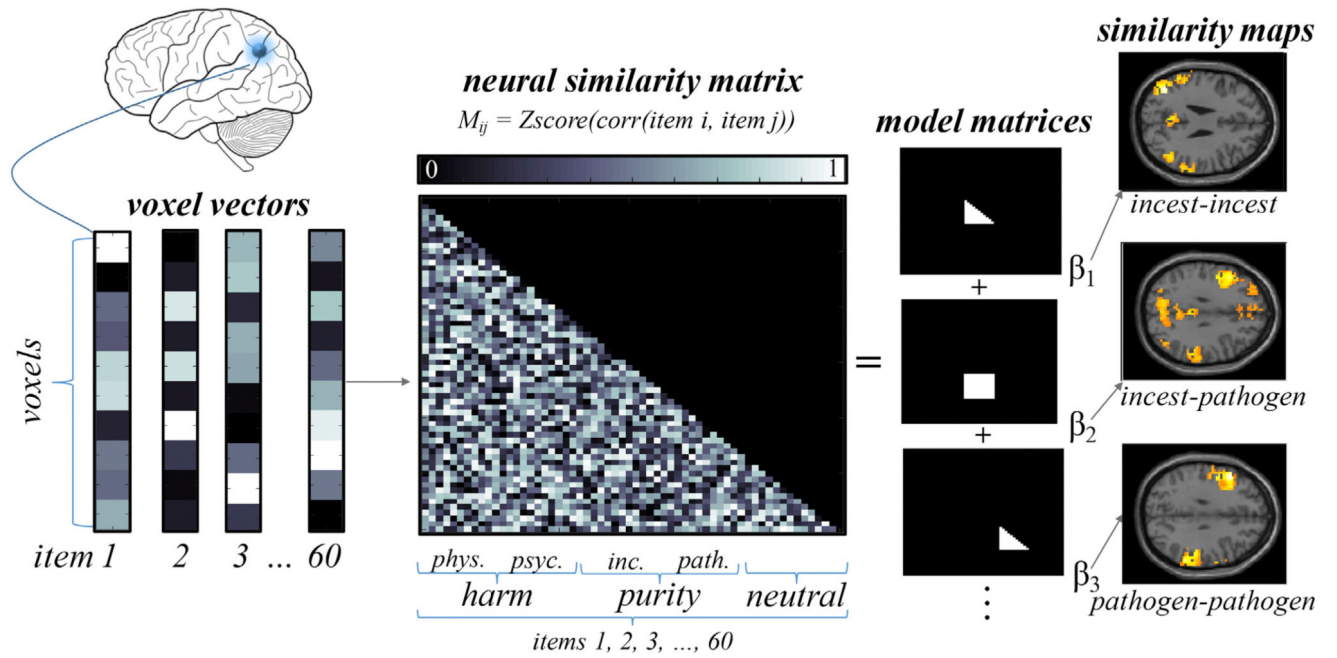 similarity maps
neural similarity matrix
M_ij = Zscore(corr(item i, item j))
model matrices
0 1
voxel vectors
incest-incest
β1
+
voxels
=
incest-pathogen
β2
+
item 1 2 3 ... 60
phys. psyc. inc. path.
harm purity neutral
β3
pathogen-pathogen
⋮
items 1, 2, 3, ..., 60